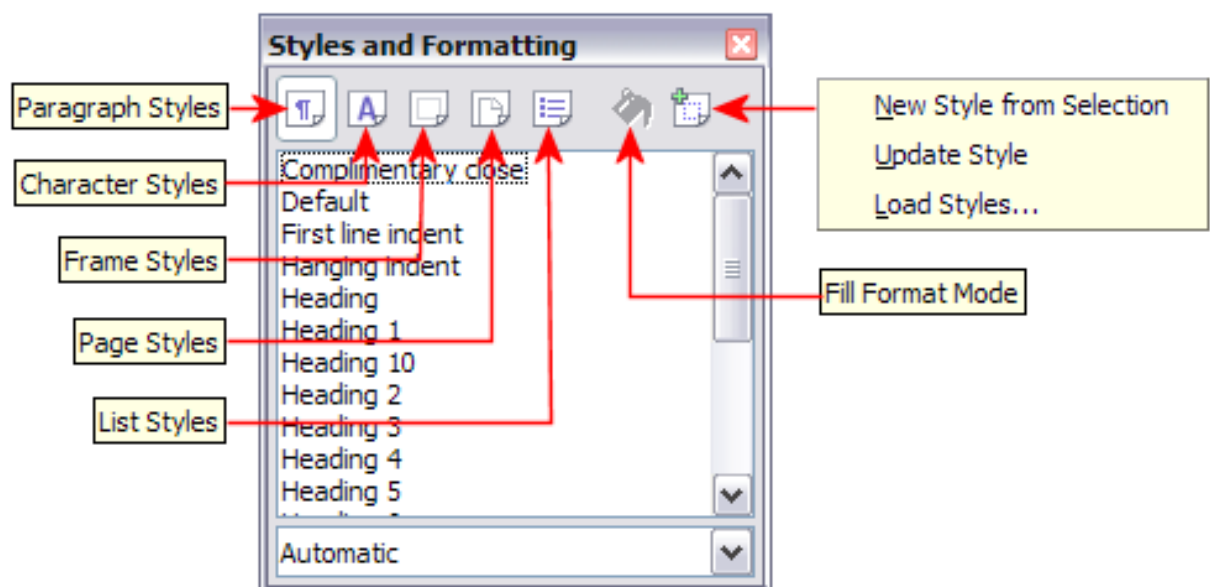 Styles and Formatting
Paragraph Styles
Character Styles
Frame Styles
Page Styles
List Styles
A
Complimentary close
Default
First line indent
Hanging indent
Heading
Heading 1
Heading 10
Heading 2
Heading 3
Heading 4
Heading 5
Automatic
New Style from Selection
Update Style
Load Styles...
Fill Format Mode